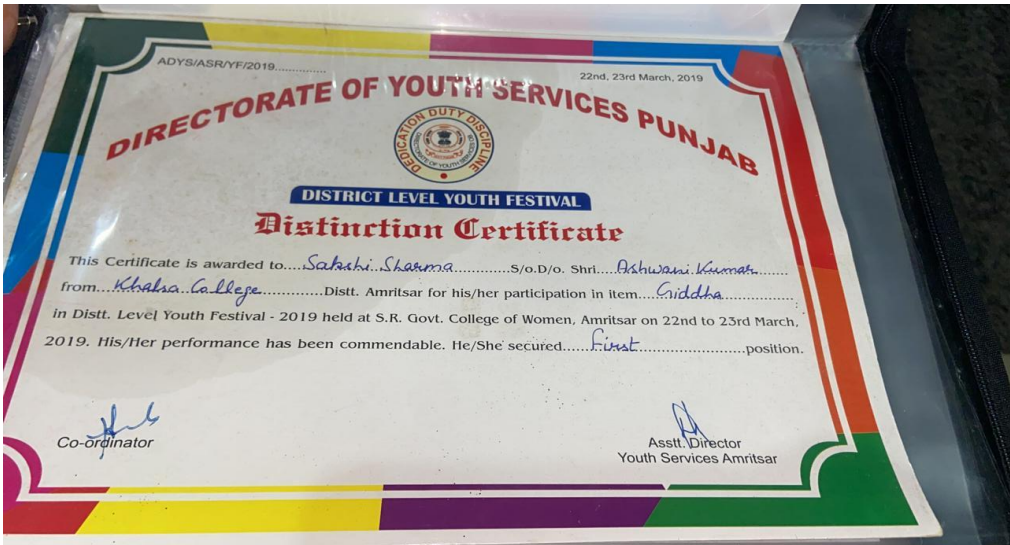 ADYS/ASR/YF/2019..............
22nd, 23rd March, 2019
DIRECTORATE OF YOUTH SERVICES PUNJAB
DEDICATION DUTY DISCIPLINE
DIRECTORATE OF YOUTH SERVICES
DISTRICT LEVEL YOUTH FESTIVAL
Distinction Certificate
This Certificate is awarded to....Sakshi Sharma............S/o.D/o. Shri....Ashwani Kumar......
from...Khalsa College...............Distt. Amritsar for his/her participation in item....Giddha...............
in Distt. Level Youth Festival - 2019 held at S.R. Govt. College of Women, Amritsar on 22nd to 23rd March,
2019. His/Her performance has been commendable. He/She secured......First......................position.
Co-ordinator
Asstt. Director
Youth Services Amritsar